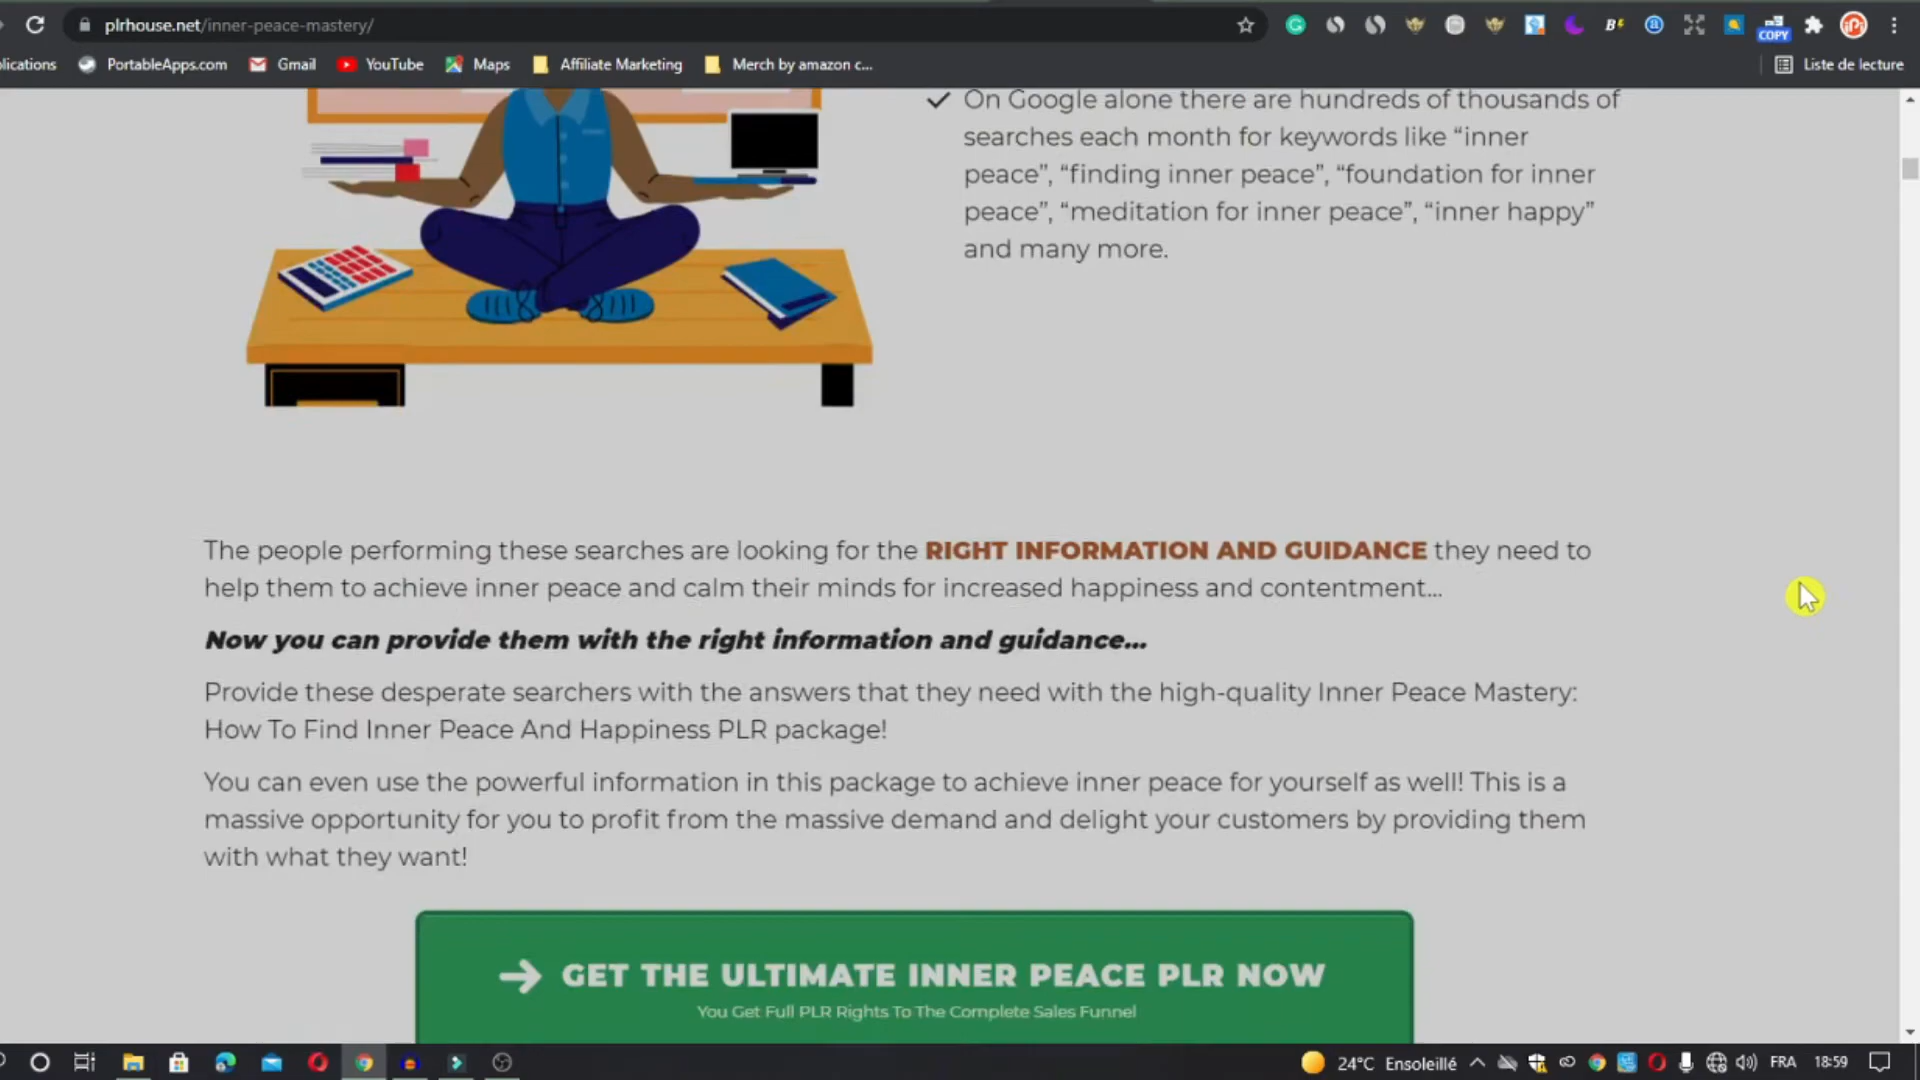 plrhouse.net/inner-peace-mastery/
COPY
lications
PortableApps.com
Gmail
YouTube
Maps
Affiliate Marketing
Merch by amazon c...
Liste de lecture
✓ On Google alone there are hundreds of thousands of
searches each month for keywords like “inner
peace”, “finding inner peace”, “foundation for inner
peace”, “meditation for inner peace”, “inner happy”
and many more.
The people performing these searches are looking for the RIGHT INFORMATION AND GUIDANCE they need to
help them to achieve inner peace and calm their minds for increased happiness and contentment...
Now you can provide them with the right information and guidance...
Provide these desperate searchers with the answers that they need with the high-quality Inner Peace Mastery:
How To Find Inner Peace And Happiness PLR package!
You can even use the powerful information in this package to achieve inner peace for yourself as well! This is a
massive opportunity for you to profit from the massive demand and delight your customers by providing them
with what they want!
→ GET THE ULTIMATE INNER PEACE PLR NOW
You Get Full PLR Rights To The Complete Sales Funnel
24°C Ensoleillé
FRA
18:59